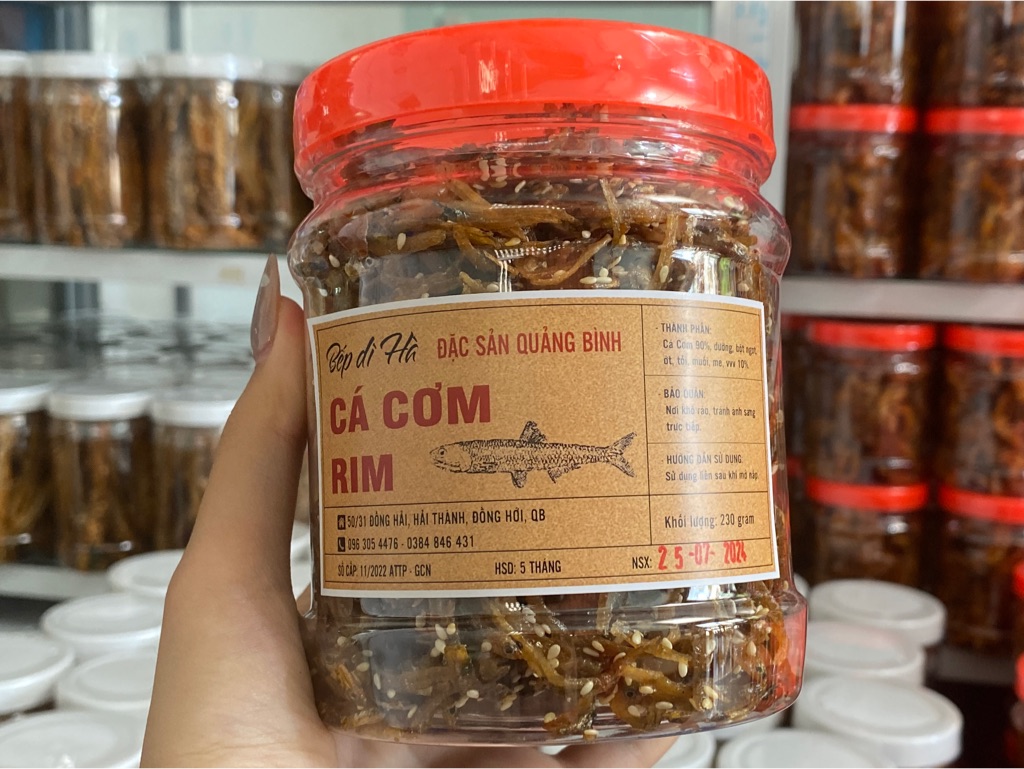 Bếp dì Hà
ĐẶC SẢN QUẢNG BÌNH
CÁ CƠM
RIM
50/31 ĐỒNG HẢI, HẢI THÀNH, ĐỒNG HỚI, QB
096 305 4476 - 0384 846 431
SỐ CẤP 11/2022 ATTP - GCN
HSD: 5 THÁNG
NSX: 25-07-2024
- THÀNH PHẦN:
Cá Cơm 90%, đường, bột ngọt,
ớt, tỏi, muối, mè, vvv 10%
- BẢO QUẢN:
Nơi khô ráo, tránh ánh sáng
trực tiếp.
- HƯỚNG DẪN SỬ DỤNG:
Sử dụng liền sau khi mở nắp.
Khối lượng: 230 gram